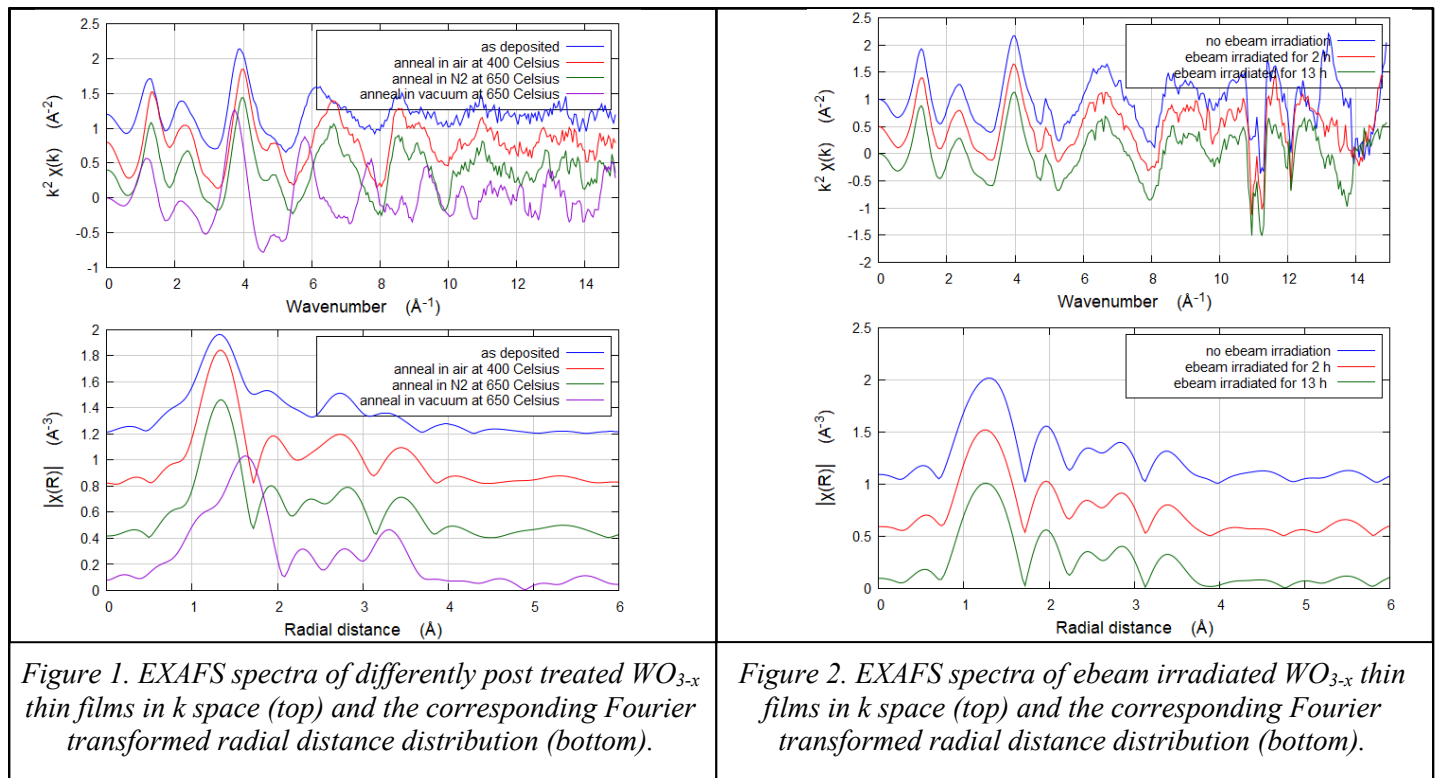 2.5
2
1.5
1
0.5
0
-0.5
-1
k² χ(k) (A⁻²)
as deposited
anneal in air at 400 Celsius
anneal in N2 at 650 Celsius
anneal in vacuum at 650 Celsius
0 2 4 6 8 10 12 14
Wavenumber (Å⁻¹)
2
1.8
1.6
1.4
1.2
1
0.8
0.6
0.4
0.2
0
|χ(R)| (A⁻³)
as deposited
anneal in air at 400 Celsius
anneal in N2 at 650 Celsius
anneal in vacuum at 650 Celsius
0 1 2 3 4 5 6
Radial distance (Å)
Figure 1. EXAFS spectra of differently post treated WO₃₋ₓ
thin films in k space (top) and the corresponding Fourier
transformed radial distance distribution (bottom).
2.5
2
1.5
1
0.5
0
-0.5
-1
-1.5
-2
k² χ(k) (A⁻²)
no ebeam irradiation
ebeam irradiated for 2 h
ebeam irradiated for 13 h
0 2 4 6 8 10 12 14
Wavenumber (Å⁻¹)
2.5
2
1.5
1
0.5
0
|χ(R)| (A⁻³)
no ebeam irradiation
ebeam irradiated for 2 h
ebeam irradiated for 13 h
0 1 2 3 4 5 6
Radial distance (Å)
Figure 2. EXAFS spectra of ebeam irradiated WO₃₋ₓ thin
films in k space (top) and the corresponding Fourier
transformed radial distance distribution (bottom).